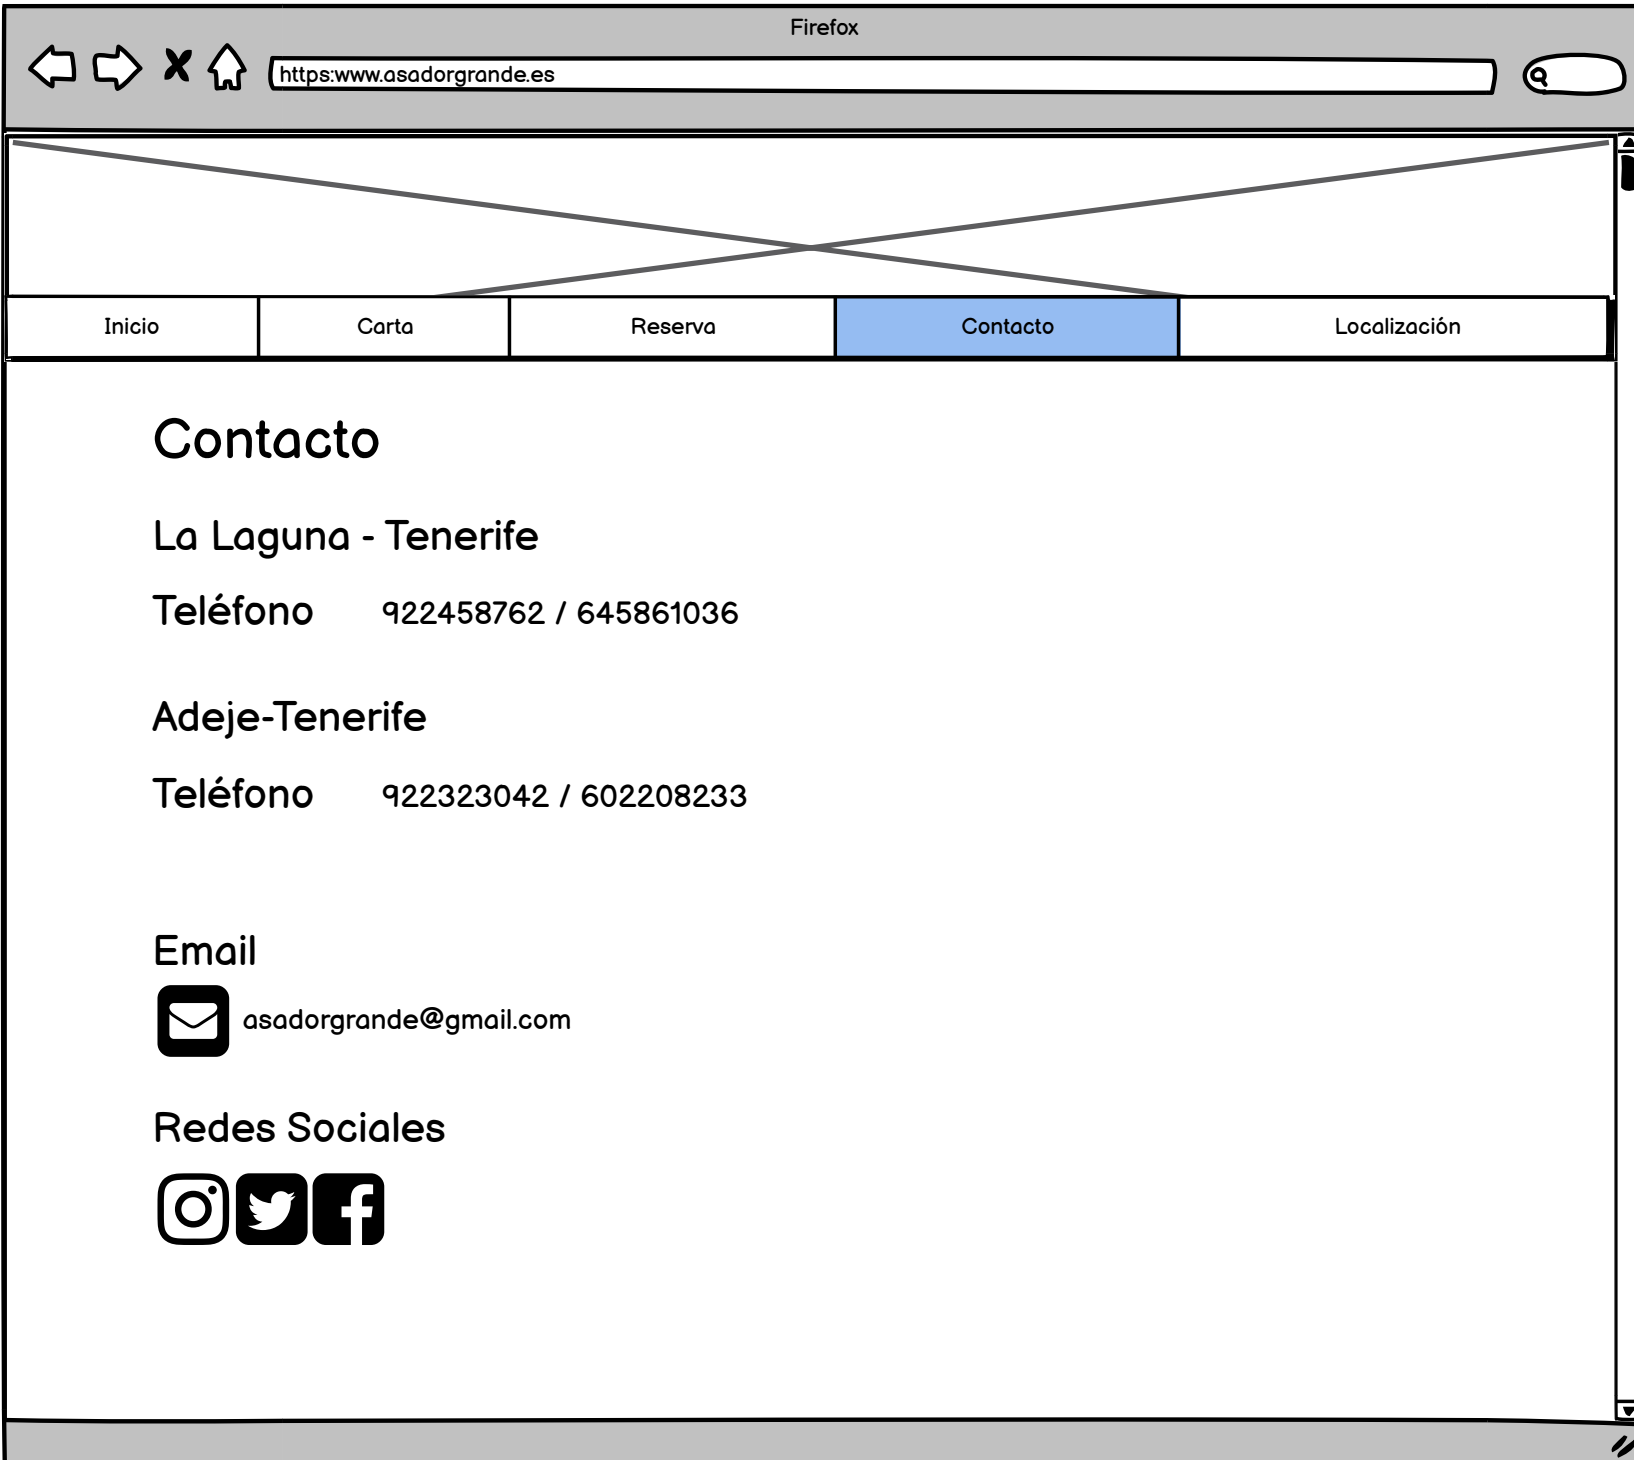 Firefox
https:www.asadorgrande.es
Inicio Carta Reserva Contacto Localización
Contacto
La Laguna - Tenerife
Teléfono 922458762 / 645861036
Adeje-Tenerife
Teléfono 922323042 / 602208233
Email
asadorgrande@gmail.com
Redes Sociales